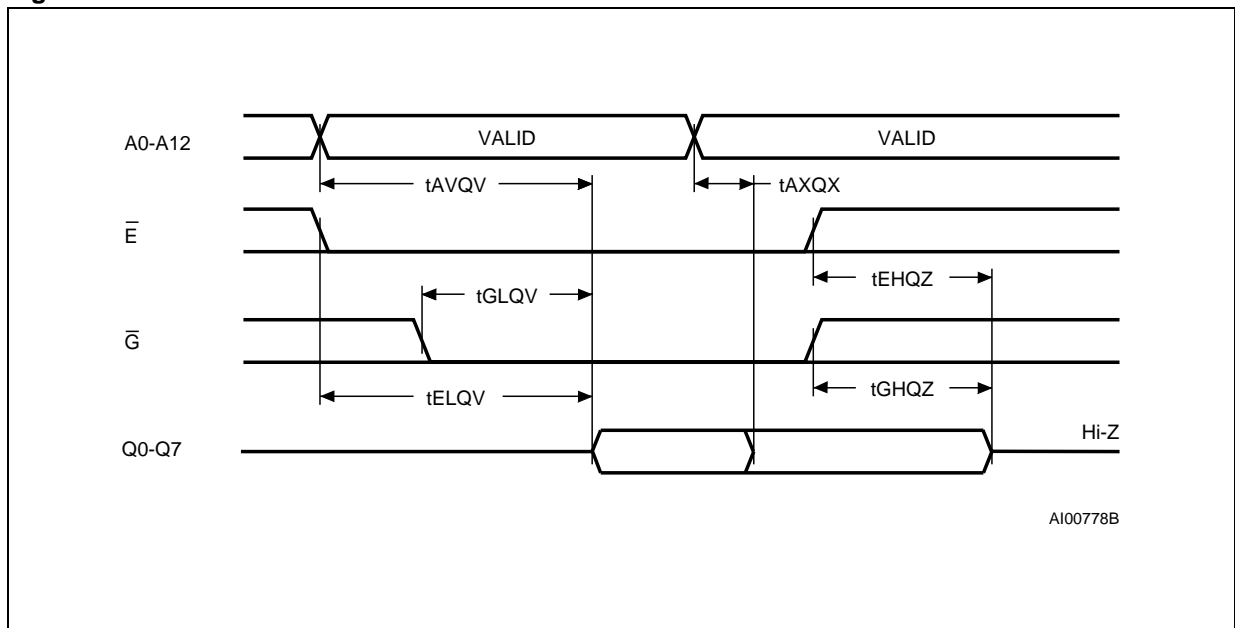 A0-A12
VALID
VALID
tAVQV
tAXQX
E̅
tEHQZ
tGLQV
G̅
tELQV
tGHQZ
Hi-Z
Q0-Q7
AI00778B